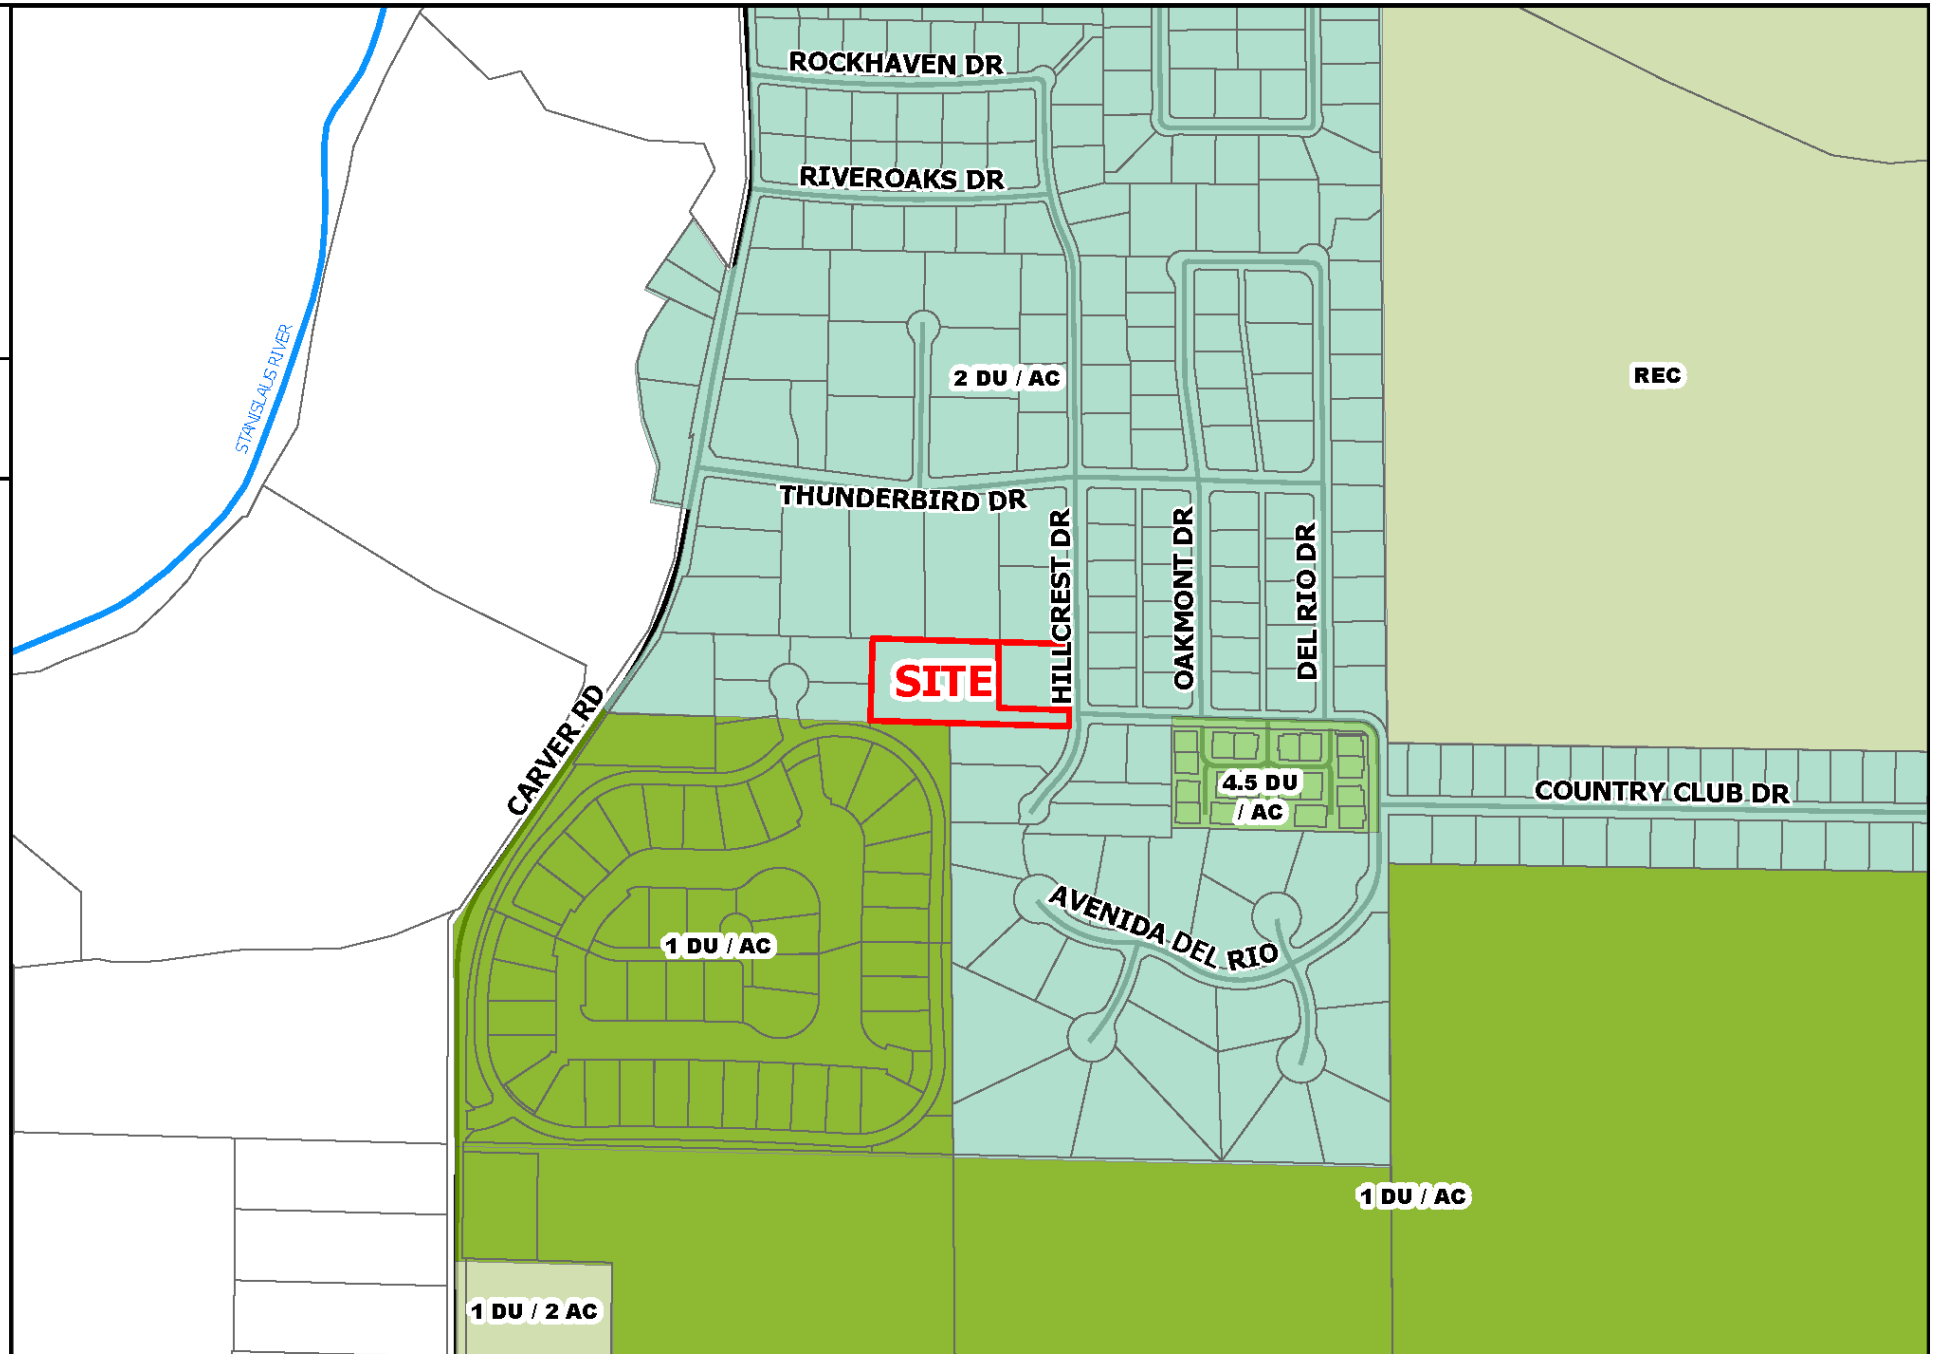 ROCKHAVEN DR
RIVEROAKS DR
STANISLAUS RIVER
2 DU / AC
REC
THUNDERBIRD DR
HILLCREST DR
OAKMONT DR
DEL RIO DR
SITE
CARVER RD
4.5 DU
/ AC
COUNTRY CLUB DR
AVENIDA DEL RIO
1 DU / AC
1 DU / AC
1 DU / 2 AC